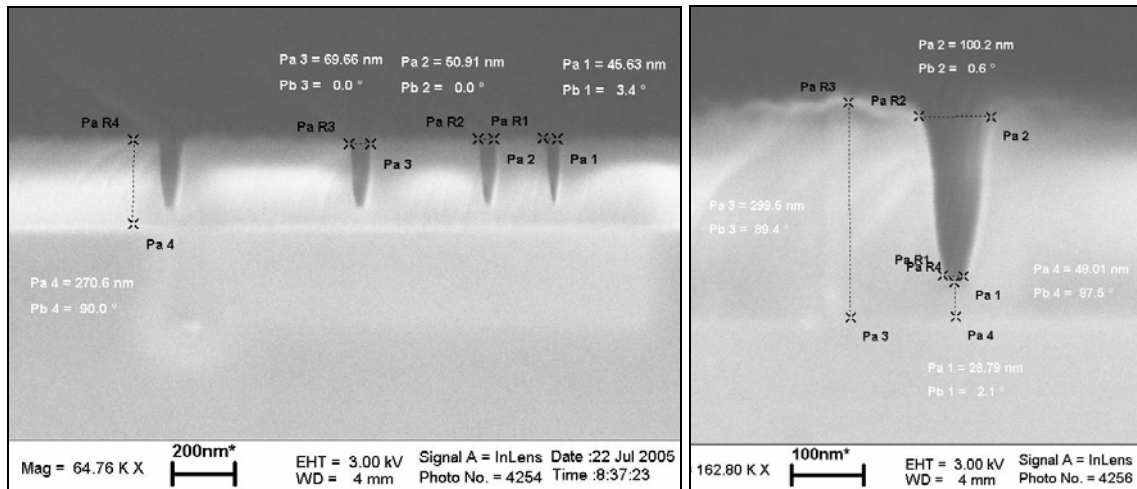 Pa 3 = 69.66 nm
Pb 3 = 0.0 °
Pa 2 = 50.91 nm
Pb 2 = 0.0 °
Pa 1 = 45.63 nm
Pb 1 = 3.4 °
Pa R4
Pa R3
Pa R2
Pa R1
Pa 3
Pa 2
Pa 1
Pa 4
Pa 4 = 270.6 nm
Pb 4 = 90.0 °
Mag = 64.76 K X
200nm*
EHT = 3.00 kV
WD = 4 mm
Signal A = InLens
Photo No. = 4254
Date :22 Jul 2005
Time :8:37:23
Pa 2 = 100.2 nm
Pb 2 = 0.6 °
Pa R3
Pa R2
Pa 2
Pa 3 = 299.5 nm
Pb 3 = 89.4 °
Pa R1
Pa R4
Pa 4 = 48.01 nm
Pb 4 = 87.5 °
Pa 1
Pa 3
Pa 4
Pa 1 = 28.79 nm
Pb 1 = 2.1 °
162.80 K X
100nm*
EHT = 3.00 kV
WD = 4 mm
Signal A = InLens
Photo No. = 4256